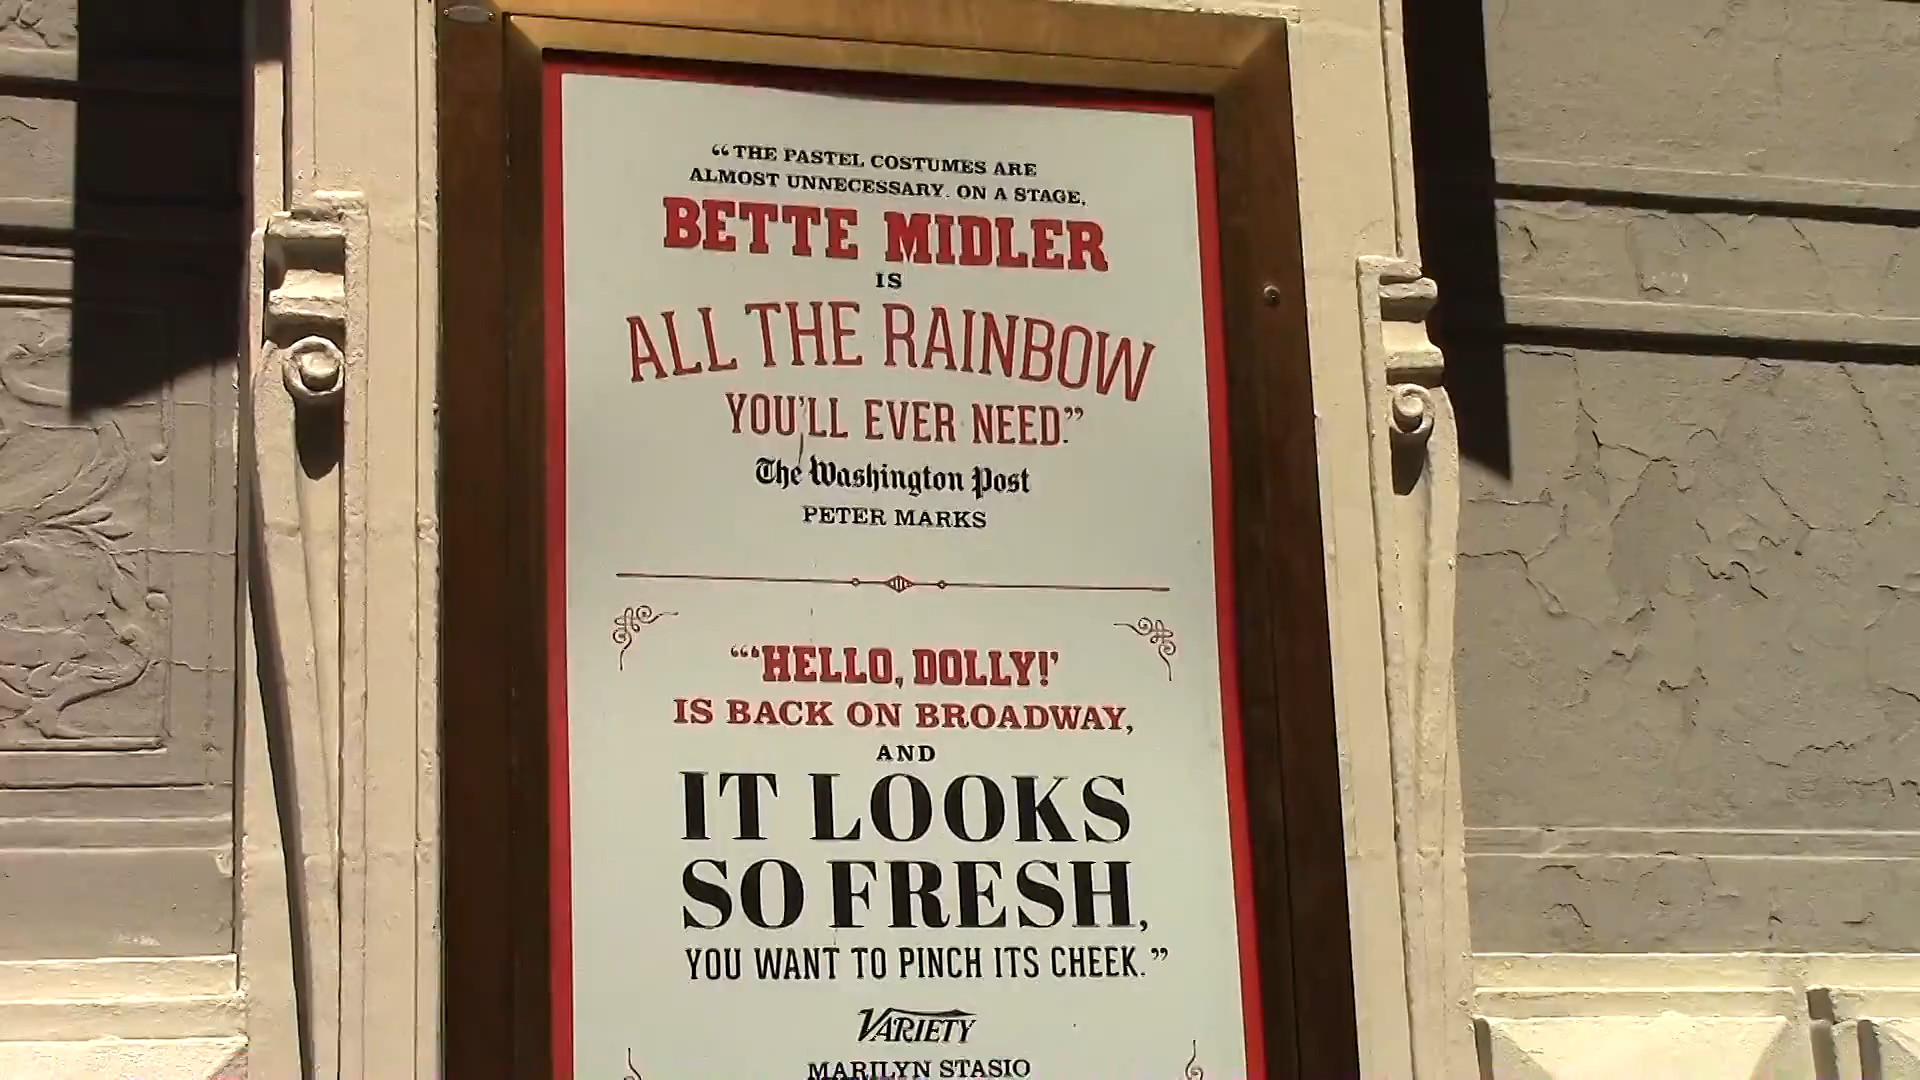 “THE PASTEL COSTUMES ARE
ALMOST UNNECESSARY. ON A STAGE,
BETTE MIDLER
IS
ALL THE RAINBOW
YOU'LL EVER NEED.”
The Washington Post
PETER MARKS
“‘HELLO, DOLLY!’
IS BACK ON BROADWAY,
AND
IT LOOKS
SO FRESH,
YOU WANT TO PINCH ITS CHEEK.”
VARIETY
MARILYN STASIO